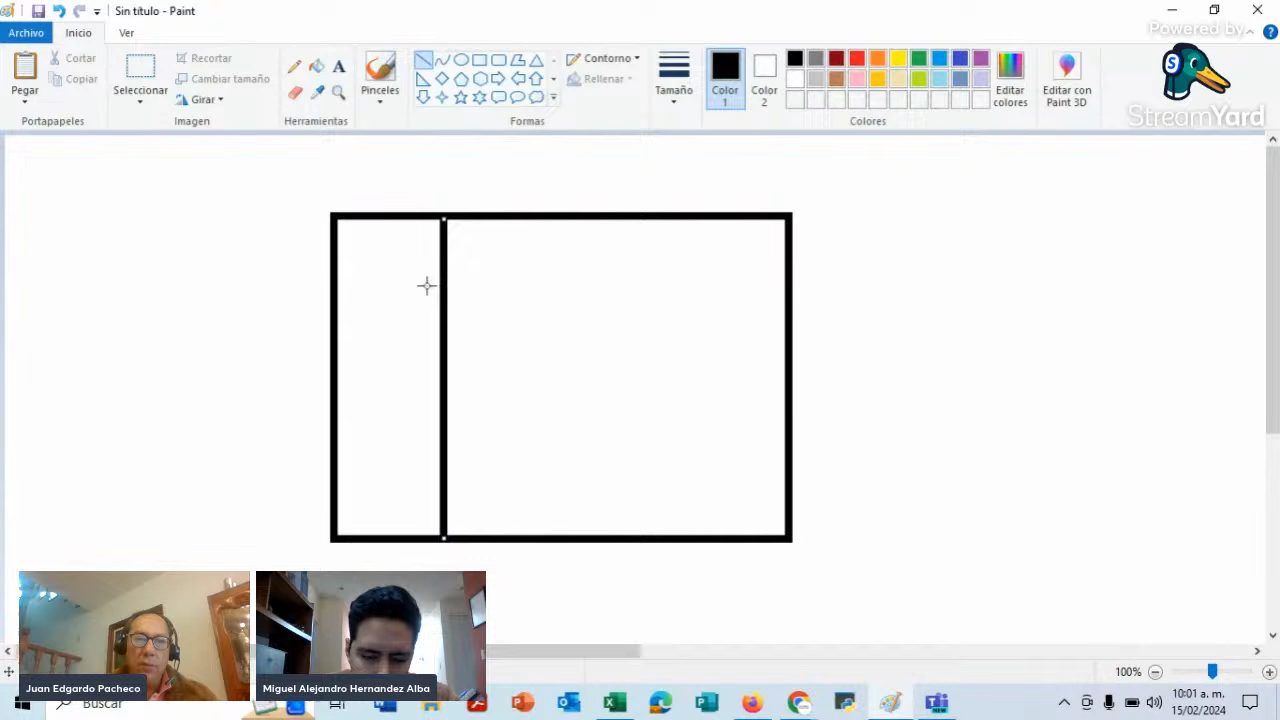 Sin título - Paint
Archivo
Inicio
Ver
Powered by
StreamYard
Pegar
Cortar
Copiar
Portapapeles
Seleccionar
Recortar
Cambiar tamaño
Girar
Imagen
A
Herramientas
Pinceles
Contorno
Rellenar
Formas
Tamaño
Color
1
Color
2
Editar
colores
Colores
Editar con
Paint 3D
S
Juan Edgardo Pacheco
Miguel Alejandro Hernandez Alba
100%
Buscar
NEW
10:01 a. m.
15/02/2024